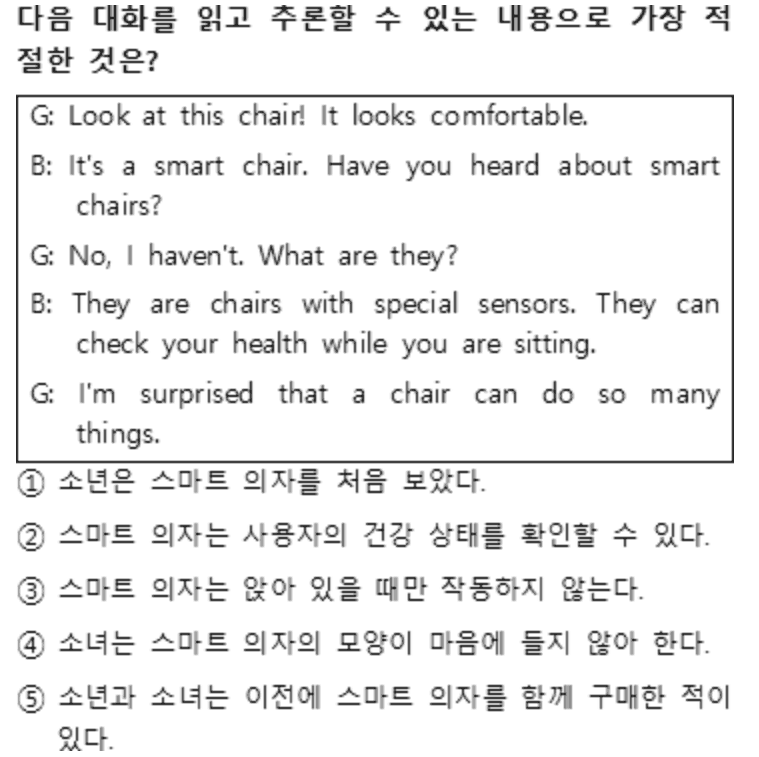 다음 대화를 읽고 추론할 수 있는 내용으로 가장 적
절한 것은?
G: Look at this chair! It looks comfortable.
B: It's a smart chair. Have you heard about smart
chairs?
G: No, I haven't. What are they?
B: They are chairs with special sensors. They can
check your health while you are sitting.
G: I'm surprised that a chair can do so many
things.
① 소년은 스마트 의자를 처음 보았다.
② 스마트 의자는 사용자의 건강 상태를 확인할 수 있다.
③ 스마트 의자는 앉아 있을 때만 작동하지 않는다.
④ 소녀는 스마트 의자의 모양이 마음에 들지 않아 한다.
⑤ 소년과 소녀는 이전에 스마트 의자를 함께 구매한 적이
있다.